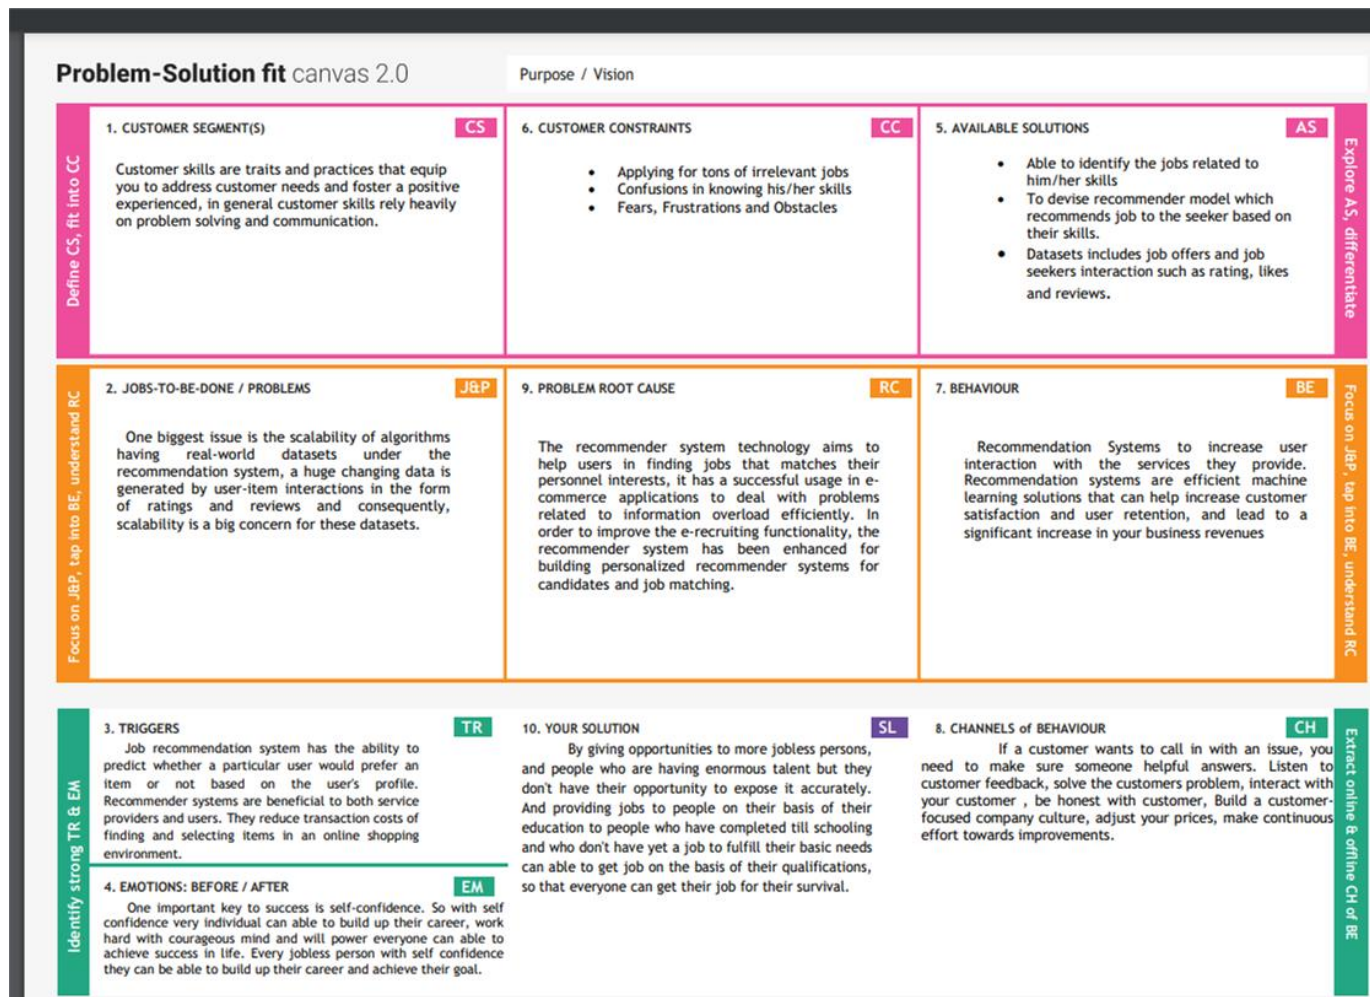 Problem-Solution fit canvas 2.0
Purpose / Vision
Define CS, fit into CC
1. CUSTOMER SEGMENT(S)
CS
Customer skills are traits and practices that equip
you to address customer needs and foster a positive
experienced, in general customer skills rely heavily
on problem solving and communication.
6. CUSTOMER CONSTRAINTS
CC
• Applying for tons of irrelevant jobs
• Confusions in knowing his/her skills
• Fears, Frustrations and Obstacles
5. AVAILABLE SOLUTIONS
AS
• Able to identify the jobs related to
him/her skills
• To devise recommender model which
recommends job to the seeker based on
their skills.
• Datasets includes job offers and job
seekers interaction such as rating, likes
and reviews.
Explore AS, differentiate
Focus on J&P, tap into BE, understand RC
2. JOBS-TO-BE-DONE / PROBLEMS
J&P
One biggest issue is the scalability of algorithms
having real-world datasets under the
recommendation system, a huge changing data is
generated by user-item interactions in the form
of ratings and reviews and consequently,
scalability is a big concern for these datasets.
9. PROBLEM ROOT CAUSE
RC
The recommender system technology aims to
help users in finding jobs that matches their
personnel interests, it has a successful usage in e-
commerce applications to deal with problems
related to information overload efficiently. In
order to improve the e-recruiting functionality, the
recommender system has been enhanced for
building personalized recommender systems for
candidates and job matching.
7. BEHAVIOUR
BE
Recommendation Systems to increase user
interaction with the services they provide.
Recommendation systems are efficient machine
learning solutions that can help increase customer
satisfaction and user retention, and lead to a
significant increase in your business revenues
Focus on J&P, tap into BE, understand RC
Identify strong TR & EM
3. TRIGGERS
TR
Job recommendation system has the ability to
predict whether a particular user would prefer an
item or not based on the user's profile.
Recommender systems are beneficial to both service
providers and users. They reduce transaction costs of
finding and selecting items in an online shopping
environment.
4. EMOTIONS: BEFORE / AFTER
EM
One important key to success is self-confidence. So with self
confidence very individual can able to build up their career, work
hard with courageous mind and will power everyone can able to
achieve success in life. Every jobless person with self confidence
they can be able to build up their career and achieve their goal.
10. YOUR SOLUTION
SL
By giving opportunities to more jobless persons,
and people who are having enormous talent but they
don't have their opportunity to expose it accurately.
And providing jobs to people on their basis of their
education to people who have completed till schooling
and who don't have yet a job to fulfill their basic needs
can able to get job on the basis of their qualifications,
so that everyone can get their job for their survival.
8. CHANNELS of BEHAVIOUR
CH
If a customer wants to call in with an issue, you
need to make sure someone helpful answers. Listen to
customer feedback, solve the customers problem, interact with
your customer , be honest with customer, Build a customer-
focused company culture, adjust your prices, make continuous
effort towards improvements.
Extract online & offline CH of BE